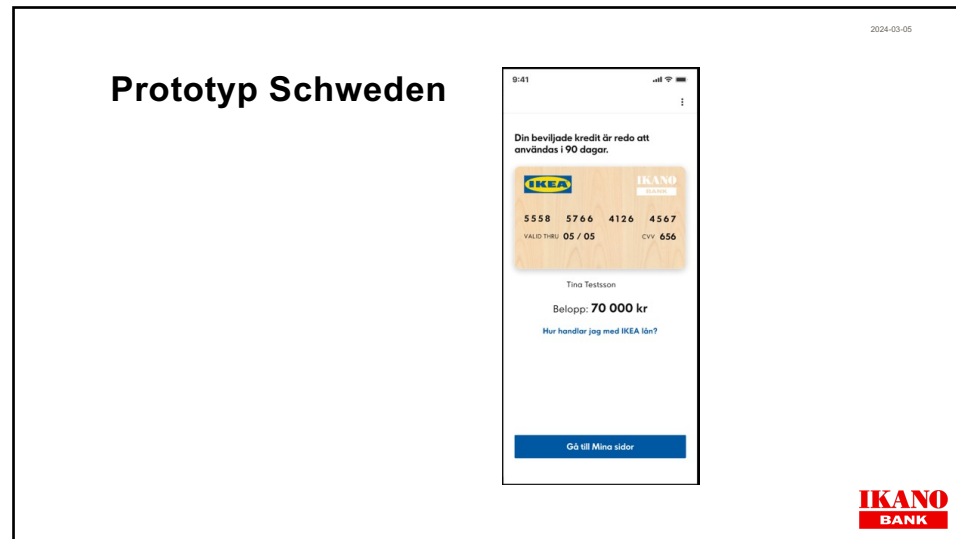 2024-03-05
Prototyp Schweden
9:41
Din beviljade kredit är redo att
användas i 90 dagar.
IKEA
IKANO
BANK
5558 5766 4126 4567
VALID THRU 05 / 05 CVV 656
Tina Testsson
Belopp: 70 000 kr
Hur handlar jag med IKEA lån?
Gå till Mina sidor
IKANO
BANK